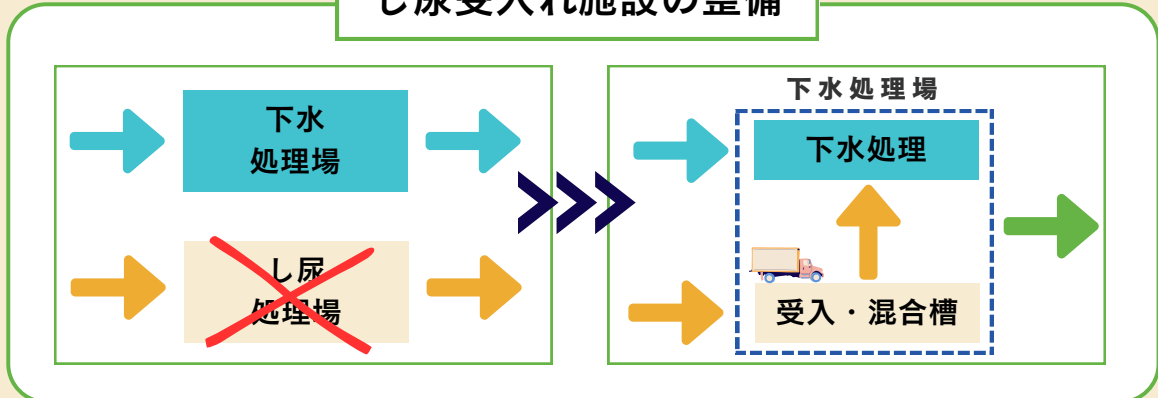 し尿受入れ施設の整備
下水
処理場
し尿
処理場
下水処理場
下水処理
受入・混合槽